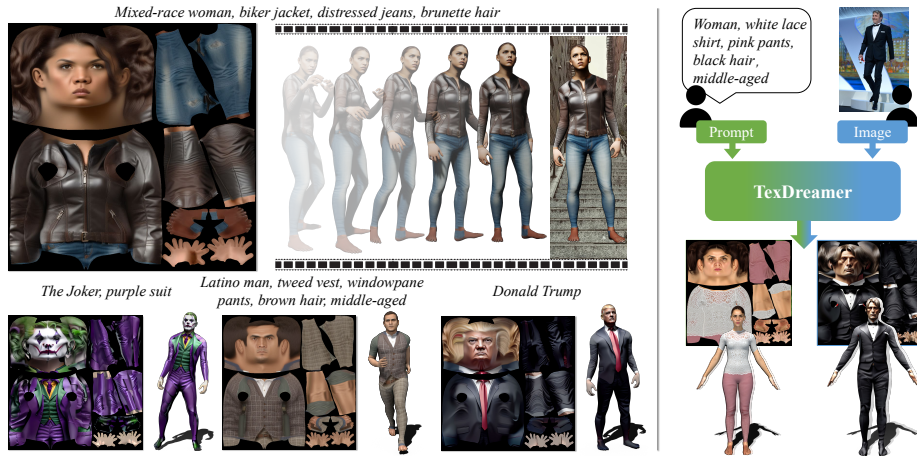 Mixed-race woman, biker jacket, distressed jeans, brunette hair
The Joker, purple suit
Latino man, tweed vest, windowpane
pants, brown hair, middle-aged
Donald Trump
Woman, white lace
shirt, pink pants,
black hair,
middle-aged
Prompt
Image
TexDreamer